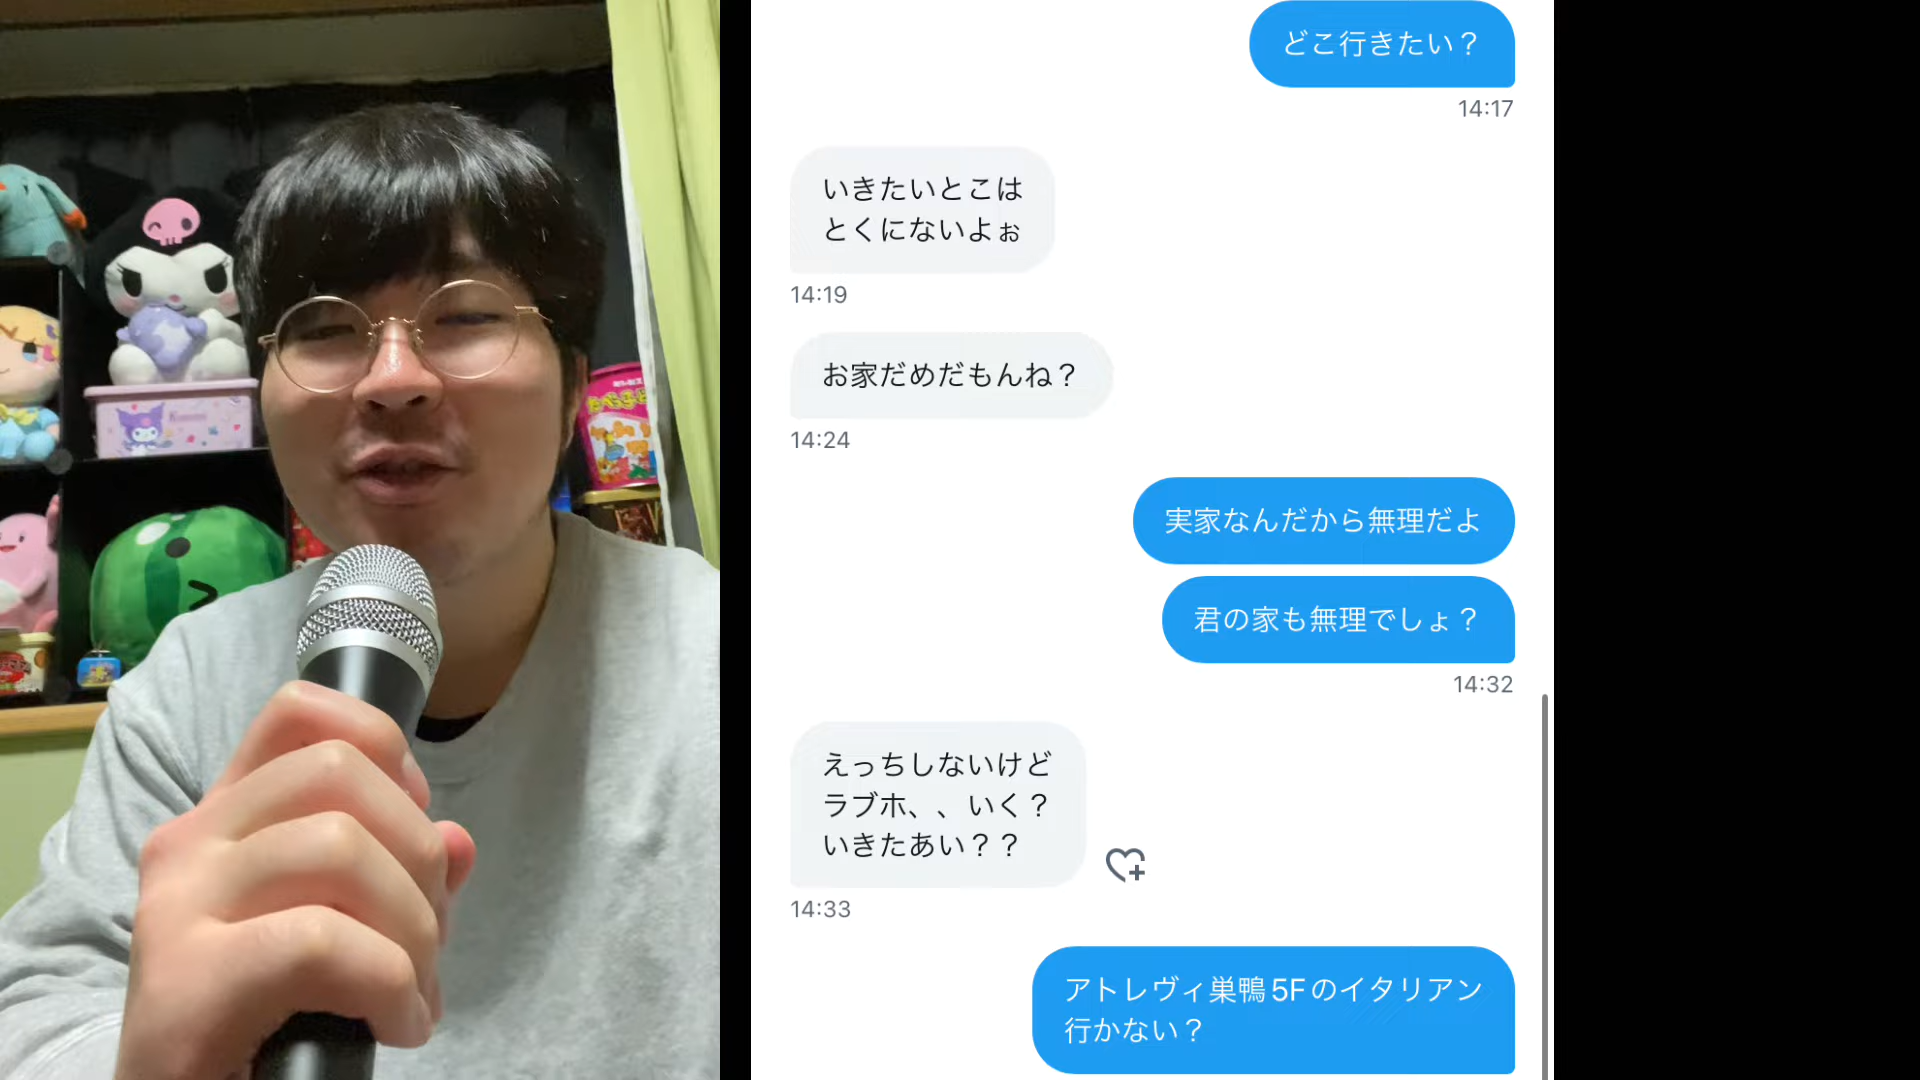 どこ行きたい？
14:17
いきたいとこは
とくにないよぉ
14:19
お家だめだもんね？
14:24
実家なんだから無理だよ
君の家も無理でしょ？
14:32
えっちしないけど
ラブホ、、いく？
いきたあい？？
14:33
アトレヴィ巣鴨5Fのイタリアン
行かない？